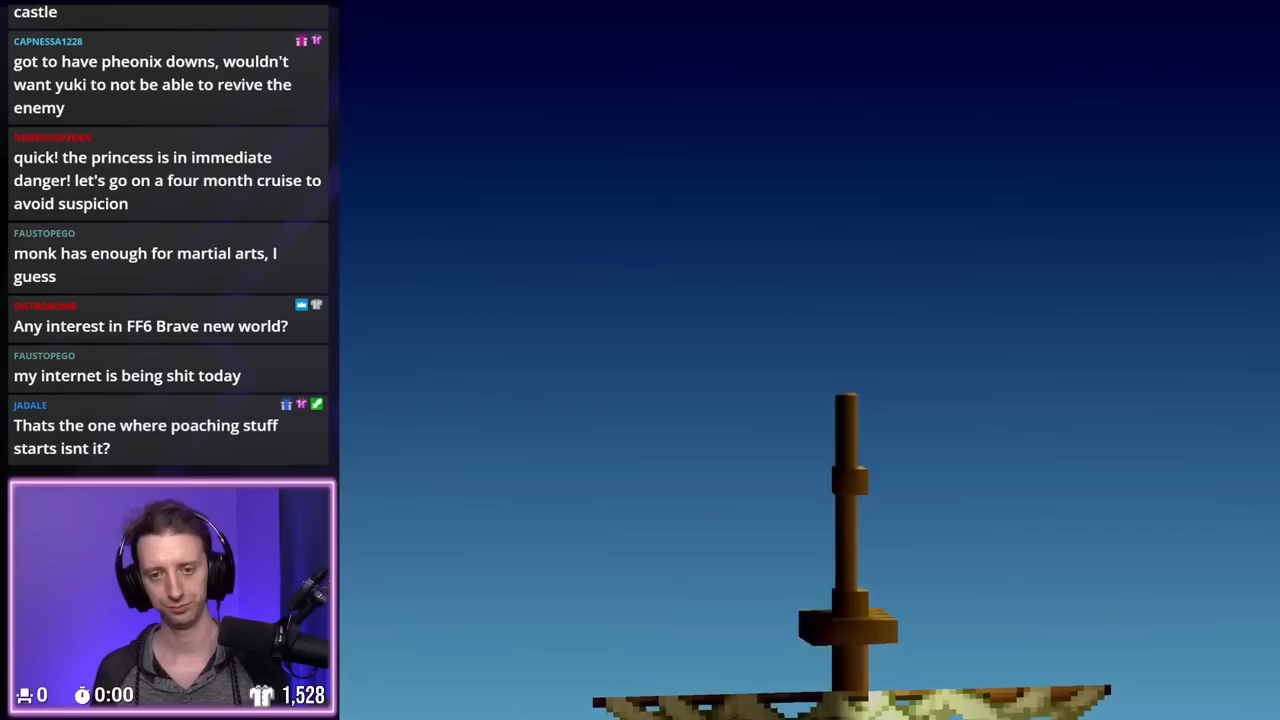 castle
CAPNESSA1228
got to have pheonix downs, wouldn't
want yuki to not be able to revive the
enemy
NEMESISOFEDEN
quick! the princess is in immediate
danger! let's go on a four month cruise to
avoid suspicion
FAUSTOPEGO
monk has enough for martial arts, I
guess
DISTROBOMB
Any interest in FF6 Brave new world?
FAUSTOPEGO
my internet is being shit today
JADALE
Thats the one where poaching stuff
starts isnt it?
0 0:00 1,528